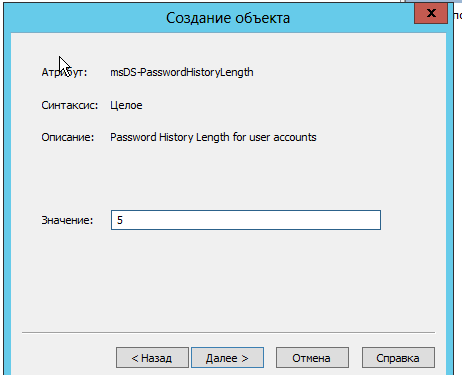 Создание объекта
x
Атрибут: msDS-PasswordHistoryLength
Синтаксис: Целое
Описание: Password History Length for user accounts
Значение: 5
< Назад Далее > Отмена Справка